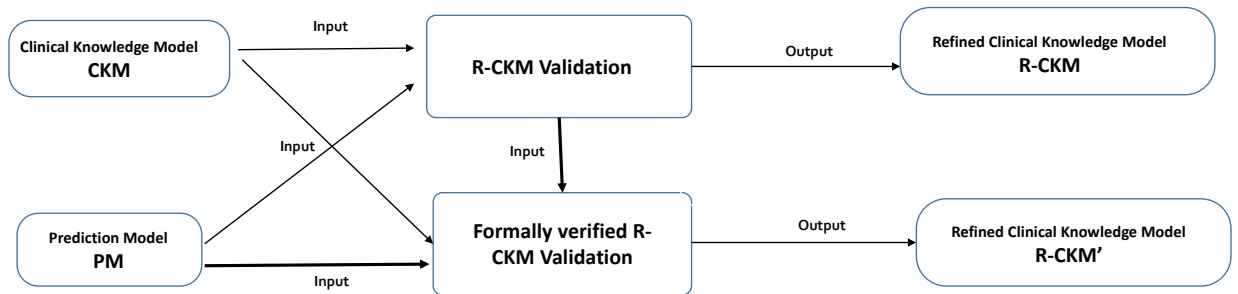 Clinical Knowledge Model
CKM
Input
R-CKM Validation
Output
Refined Clinical Knowledge Model
R-CKM
Input
Input
Prediction Model
PM
Input
Formally verified R-
CKM Validation
Output
Refined Clinical Knowledge Model
R-CKM’